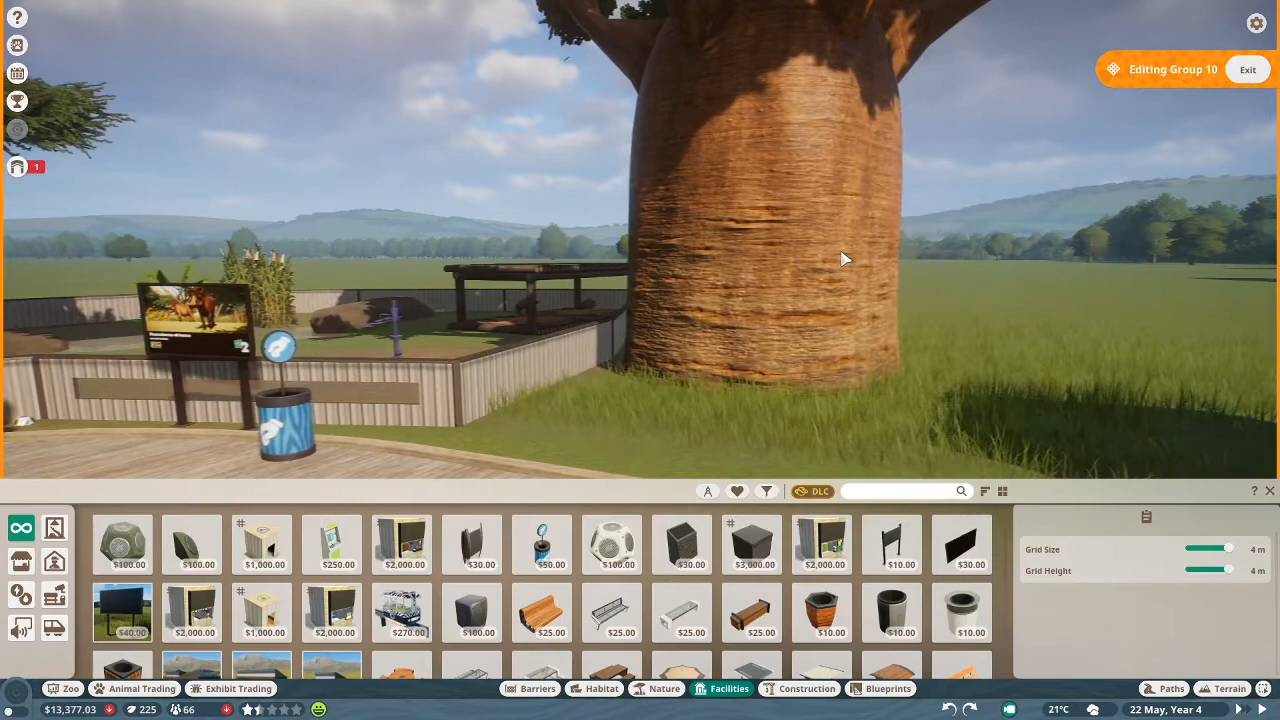 ?
Editing Group 10 Exit
1
2
DLC
?
$100.00 $100.00 $1,000.00 $250.00 $2,000.00 $30.00 $50.00 $100.00 $30.00 $3,000.00 $2,000.00 $10.00 $30.00
Grid Size 4 m
Grid Height 4 m
$40.00 $2,000.00 $1,000.00 $2,000.00 $270.00 $100.00 $25.00 $25.00 $25.00 $25.00 $10.00 $10.00 $10.00
Zoo Animal Trading Exhibit Trading Barriers Habitat Nature Facilities Construction Blueprints Paths Terrain
$13,377.03 225 66 21°C 22 May, Year 4